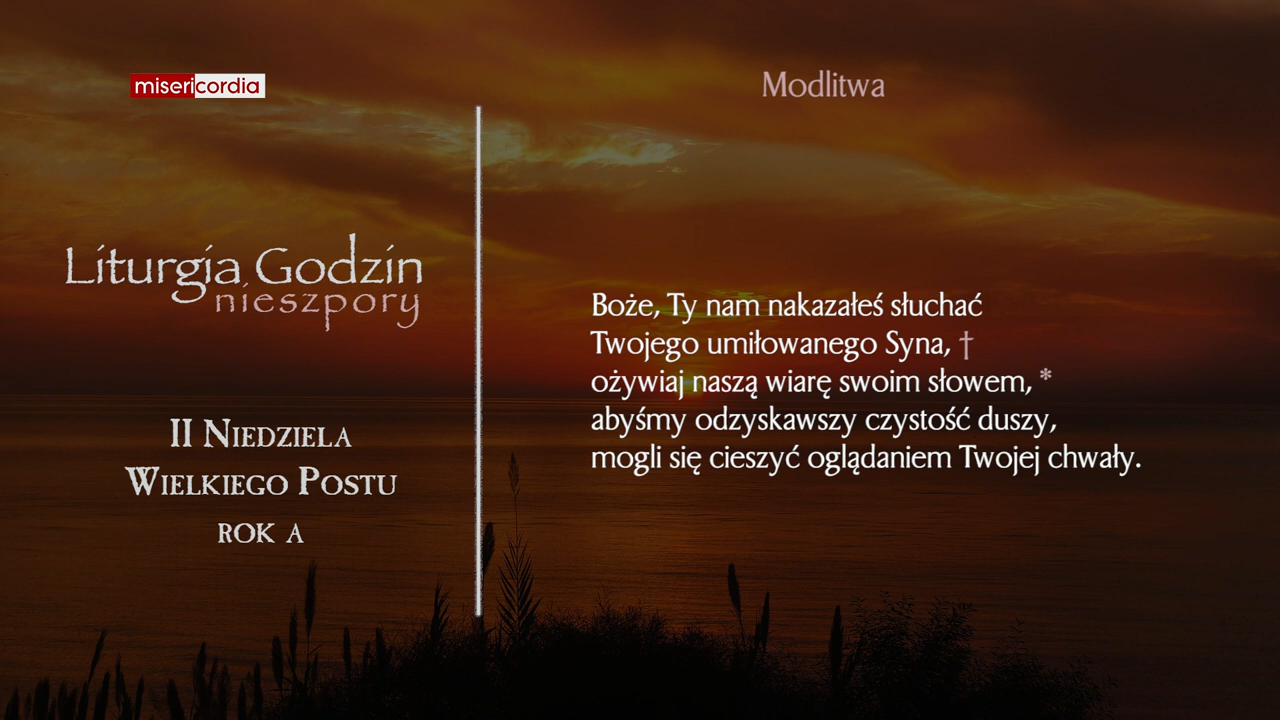 misericordia
Liturgia Godzin
nieszpory
II Niedziela
Wielkiego Postu
rok a
Modlitwa
Boże, Ty nam nakazałeś słuchać
Twojego umiłowanego Syna, †
ożywiaj naszą wiarę swoim słowem, *
abyśmy odzyskawszy czystość duszy,
mogli się cieszyć oglądaniem Twojej chwały.